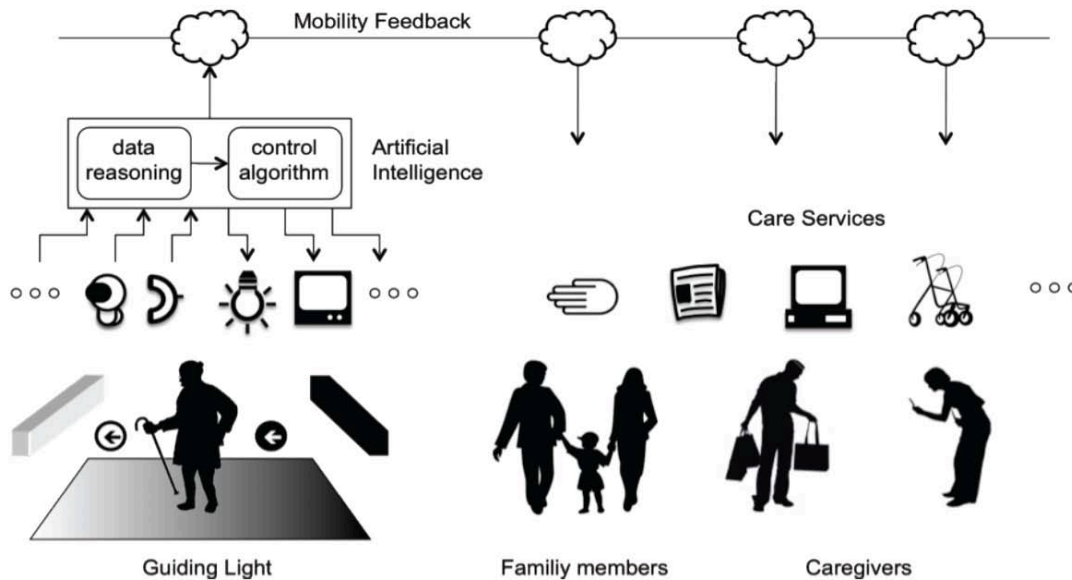 Mobility Feedback
data
reasoning
control
algorithm
Artificial
Intelligence
Care Services
Guiding Light
Familiy members
Caregivers